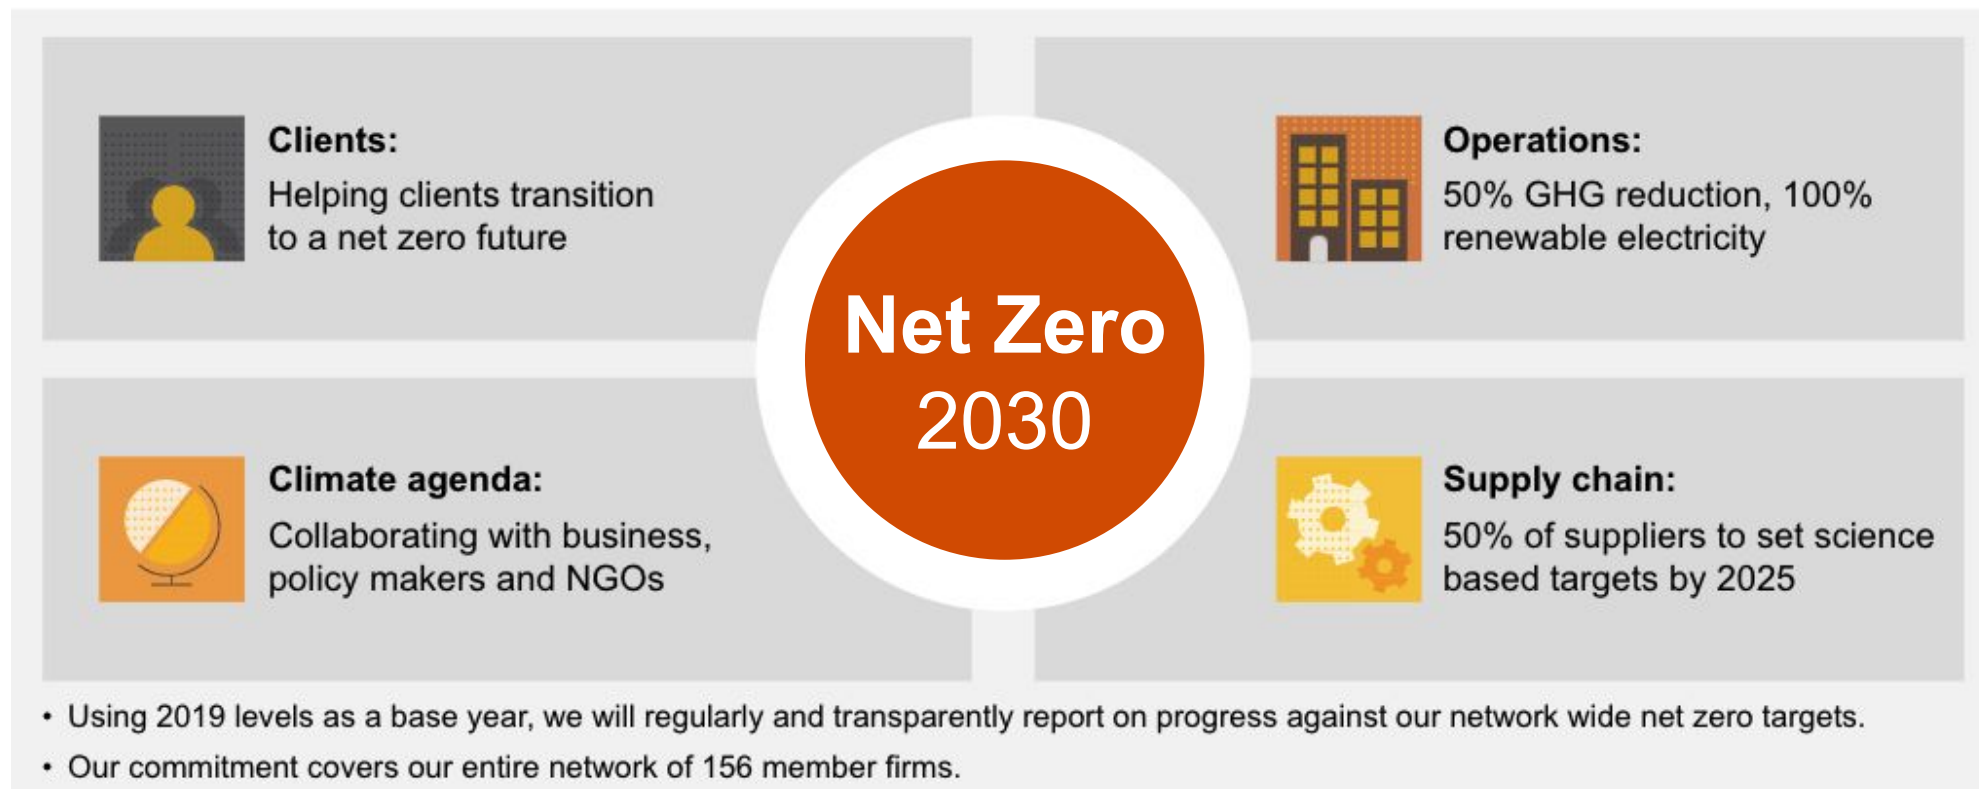 Clients:
Helping clients transition
to a net zero future
Operations:
50% GHG reduction, 100%
renewable electricity
Net Zero
2030
Climate agenda:
Collaborating with business,
policy makers and NGOs
Supply chain:
50% of suppliers to set science
based targets by 2025
• Using 2019 levels as a base year, we will regularly and transparently report on progress against our network wide net zero targets.
• Our commitment covers our entire network of 156 member firms.